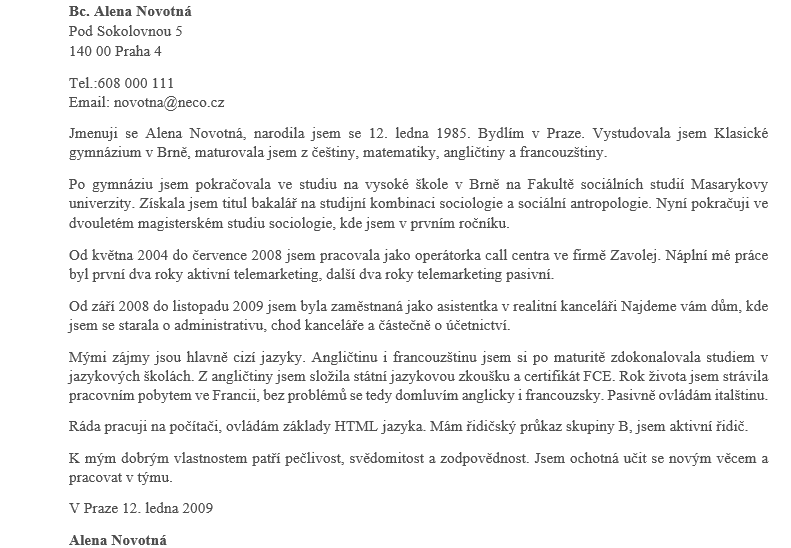 Bc. Alena Novotná
Pod Sokolovnou 5
140 00 Praha 4
Tel.:608 000 111
Email: novotna@neco.cz
Jmenuji se Alena Novotná, narodila jsem se 12. ledna 1985. Bydlím v Praze. Vystudovala jsem Klasické
gymnázium v Brně, maturovala jsem z češtiny, matematiky, angličtiny a francouzštiny.
Po gymnáziu jsem pokračovala ve studiu na vysoké škole v Brně na Fakultě sociálních studií Masarykovy
univerzity. Získala jsem titul bakalář na studijní kombinaci sociologie a sociální antropologie. Nyní pokračuji ve
dvouletém magisterském studiu sociologie, kde jsem v prvním ročníku.
Od května 2004 do července 2008 jsem pracovala jako operátorka call centra ve firmě Zavolej. Náplní mé práce
byl první dva roky aktivní telemarketing, další dva roky telemarketing pasivní.
Od září 2008 do listopadu 2009 jsem byla zaměstnaná jako asistentka v realitní kanceláři Najdeme vám dům, kde
jsem se starala o administrativu, chod kanceláře a částečně o účetnictví.
Mými zájmy jsou hlavně cizí jazyky. Angličtinu i francouzštinu jsem si po maturitě zdokonalovala studiem v
jazykových školách. Z angličtiny jsem složila státní jazykovou zkoušku a certifikát FCE. Rok života jsem strávila
pracovním pobytem ve Francii, bez problémů se tedy domluvím anglicky i francouzsky. Pasivně ovládám italštinu.
Ráda pracuji na počítači, ovládám základy HTML jazyka. Mám řidičský průkaz skupiny B, jsem aktivní řidič.
K mým dobrým vlastnostem patří pečlivost, svědomitost a zodpovědnost. Jsem ochotná učit se novým věcem a
pracovat v týmu.
V Praze 12. ledna 2009
Alena Novotná